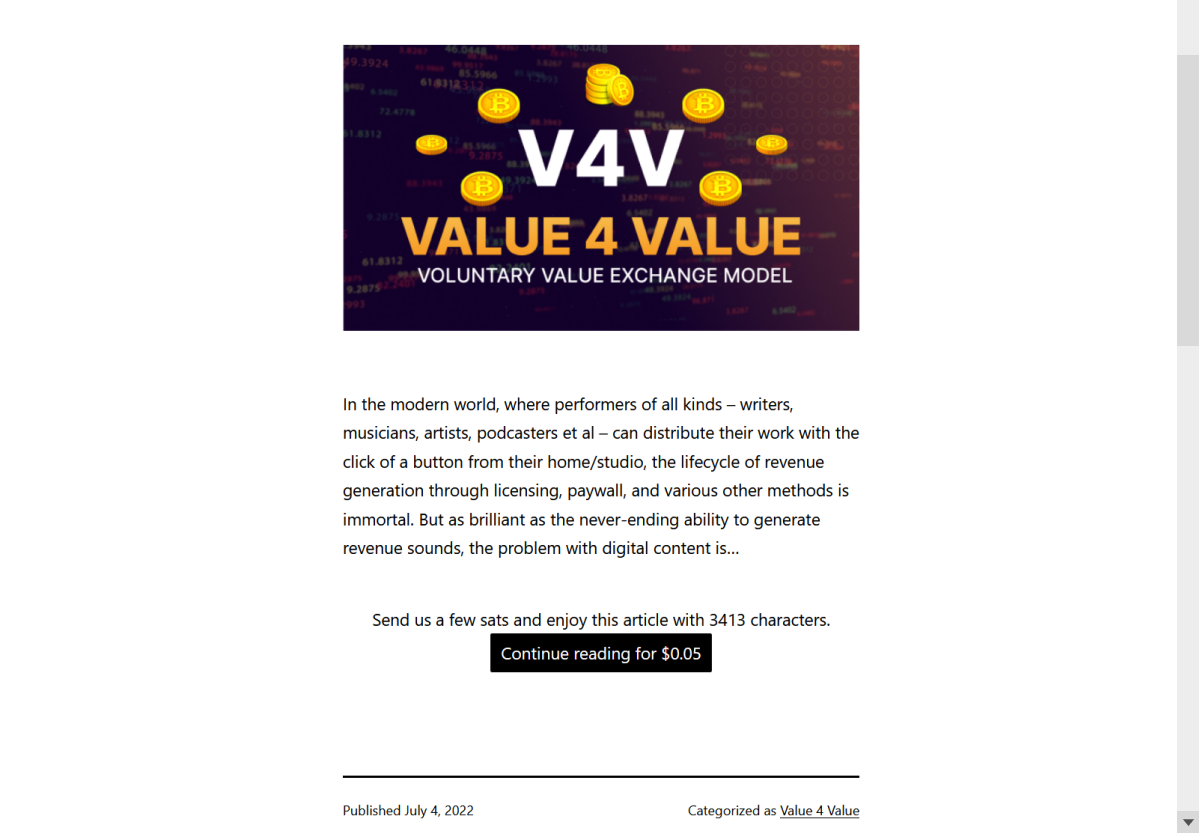 V4V
VALUE 4 VALUE
VOLUNTARY VALUE EXCHANGE MODEL
In the modern world, where performers of all kinds – writers,
musicians, artists, podcasters et al – can distribute their work with the
click of a button from their home/studio, the lifecycle of revenue
generation through licensing, paywall, and various other methods is
immortal. But as brilliant as the never-ending ability to generate
revenue sounds, the problem with digital content is…
Send us a few sats and enjoy this article with 3413 characters.
Continue reading for $0.05
Published July 4, 2022
Categorized as Value 4 Value